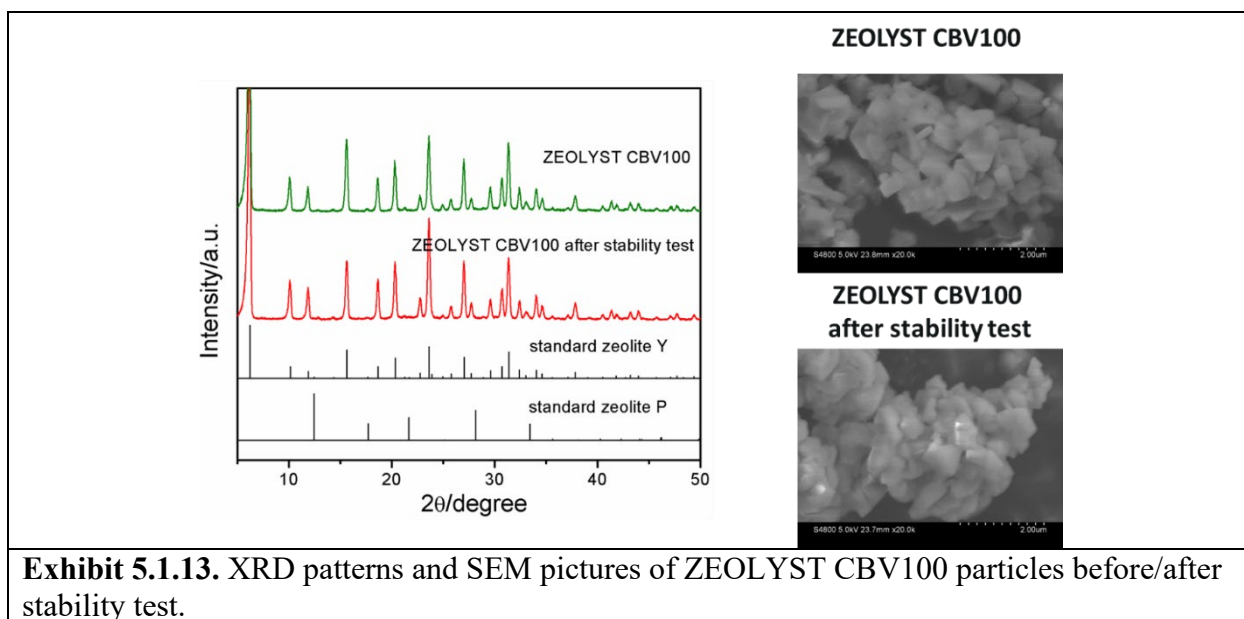 ZEOLYST CBV100
ZEOLYST CBV100
ZEOLYST CBV100 after stability test
standard zeolite Y
standard zeolite P
Intensity/a.u.
10 20 30 40 50
2θ/degree
S4800 5.0kV 23.8mm x20.0k 2.00um
ZEOLYST CBV100
after stability test
S4800 5.0kV 23.7mm x20.0k 2.00um
Exhibit 5.1.13. XRD patterns and SEM pictures of ZEOLYST CBV100 particles before/after
stability test.